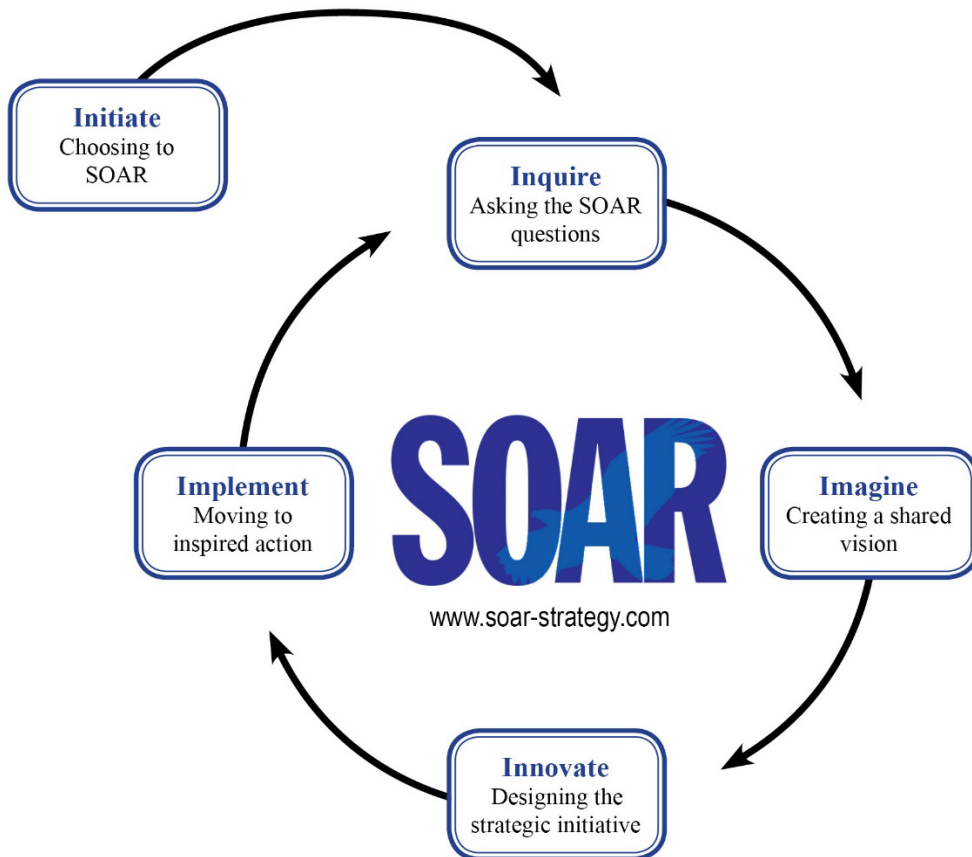 Initiate
Choosing to
SOAR
Inquire
Asking the SOAR
questions
Imagine
Creating a shared
vision
Innovate
Designing the
strategic initiative
Implement
Moving to
inspired action
SOAR
www.soar-strategy.com